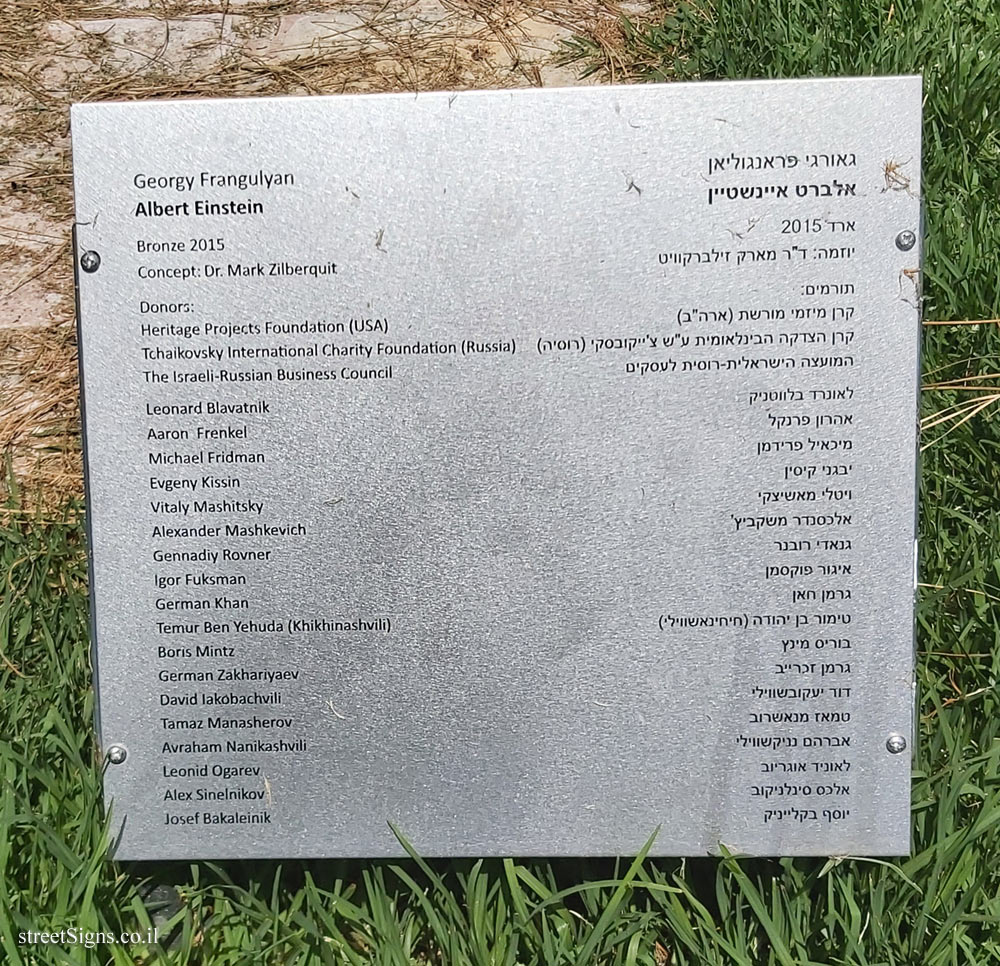 Georgy Frangulyan
Albert Einstein
Bronze 2015
Concept: Dr. Mark Zilberquit
Donors:
Heritage Projects Foundation (USA)
Tchaikovsky International Charity Foundation (Russia)
The Israeli-Russian Business Council
Leonard Blavatnik
Aaron Frenkel
Michael Fridman
Evgeny Kissin
Vitaly Mashitsky
Alexander Mashkevich
Gennadiy Rovner
Igor Fuksman
German Khan
Temur Ben Yehuda (Khikhinashvili)
Boris Mintz
German Zakhariyaev
David Iakobachvili
Tamaz Manasherov
Avraham Nanikashvili
Leonid Ogarev
Alex Sinelnikov
Josef Bakaleinik
גאורגי פראנגוליאן
אלברט איינשטיין
ארד 2015
יוזמה: ד"ר מארק זילברקוויט
תורמים:
קרן מיזמי מורשת (ארה"ב)
קרן הצדקה הבינלאומית ע"ש צ'ייקובסקי (רוסיה)
המועצה הישראלית-רוסית לעסקים
לאונרד בלווטניק
אהרון פרנקל
מיכאיל פרידמן
יבגני קיסין
ויטלי מאשיצקי
אלכסנדר משקביץ'
גנאדי רובנר
איגור פוקסמן
גרמן חאן
טימור בן יהודה (חיחינאשווילי)
בוריס מינץ
גרמן זכרייב
דוד יעקובשווילי
טמאז מנאשרוב
אברהם נניקשווילי
לאוניד אוגריוב
אלכס סינלניקוב
יוסף בקלייניק
streetSigns.co.il